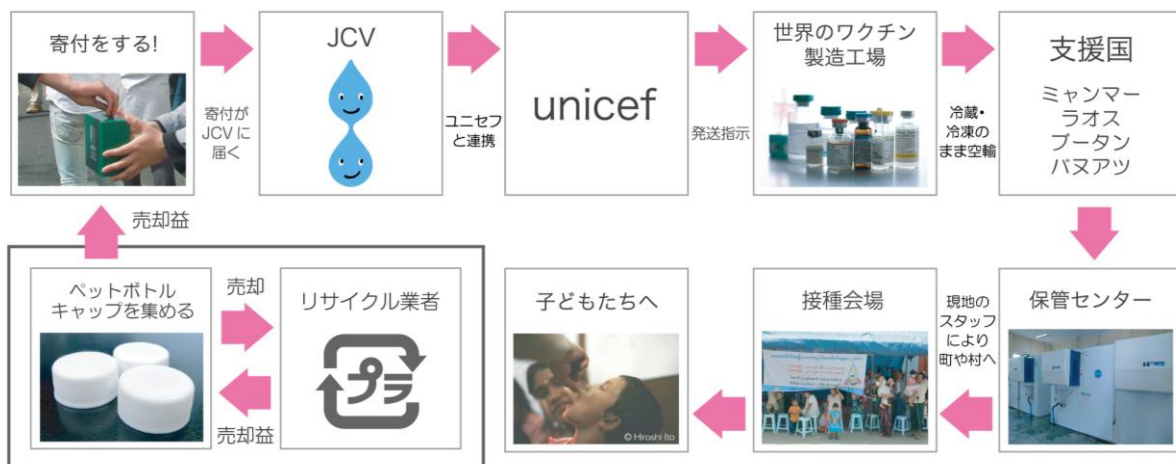 寄付をする!
寄付が
JCVに
届く
JCV
ユニセフ
と連携
unicef
発送指示
世界のワクチン
製造工場
冷蔵・
冷凍の
まま空輸
支援国
ミャンマー
ラオス
ブータン
バヌアツ
売却益
ペットボトル
キャップを集める
売却
売却益
リサイクル業者
プラ
子どもたちへ
© Hiroshi Ito
接種会場
現地の
スタッフ
により
町や村へ
保管センター